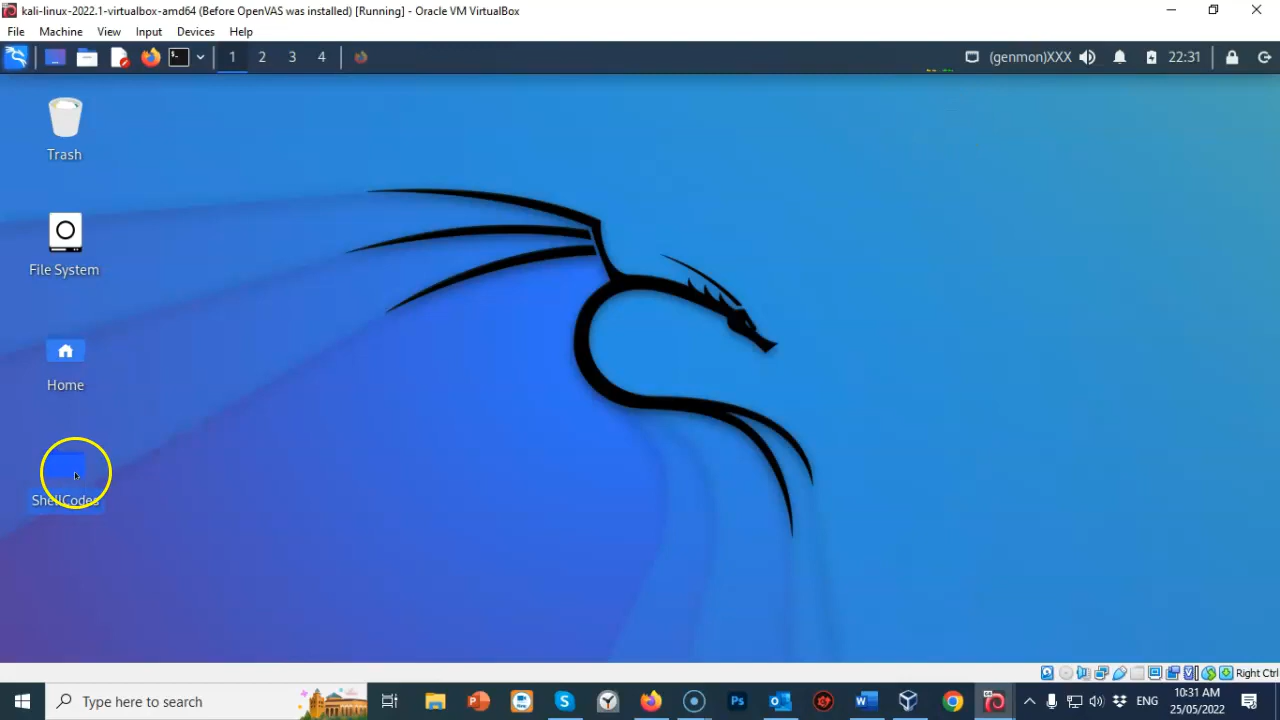 kali-linux-2022.1-virtualbox-amd64 (Before OpenVAS was installed) [Running] - Oracle VM VirtualBox
File Machine View Input Devices Help
1 2 3 4 (genmon)XXX 22:31
Trash
File System
Home
ShellCodes
Right Ctrl
Type here to search
ENG
10:31 AM
25/05/2022